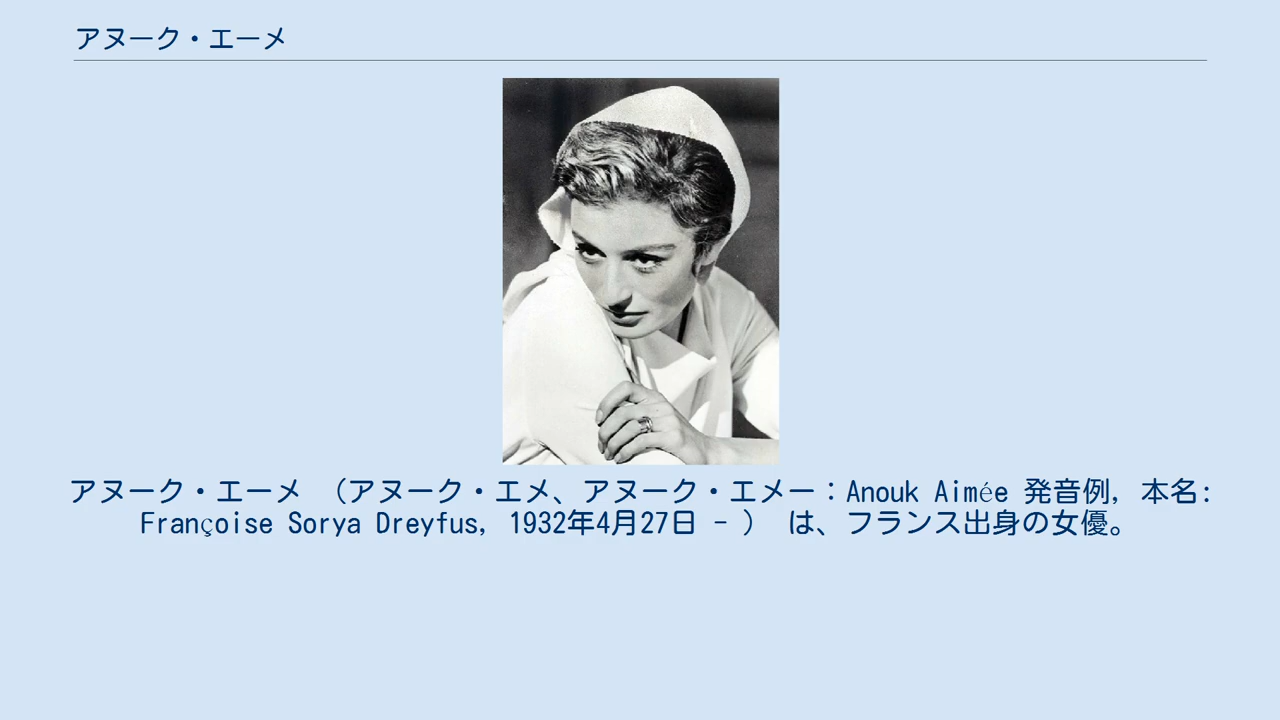 アヌーク・エーメ
アヌーク・エーメ （アヌーク・エメ、アヌーク・エメー：Anouk Aimée 発音例, 本名:
Françoise Sorya Dreyfus, 1932年4月27日 - ） は、フランス出身の女優。